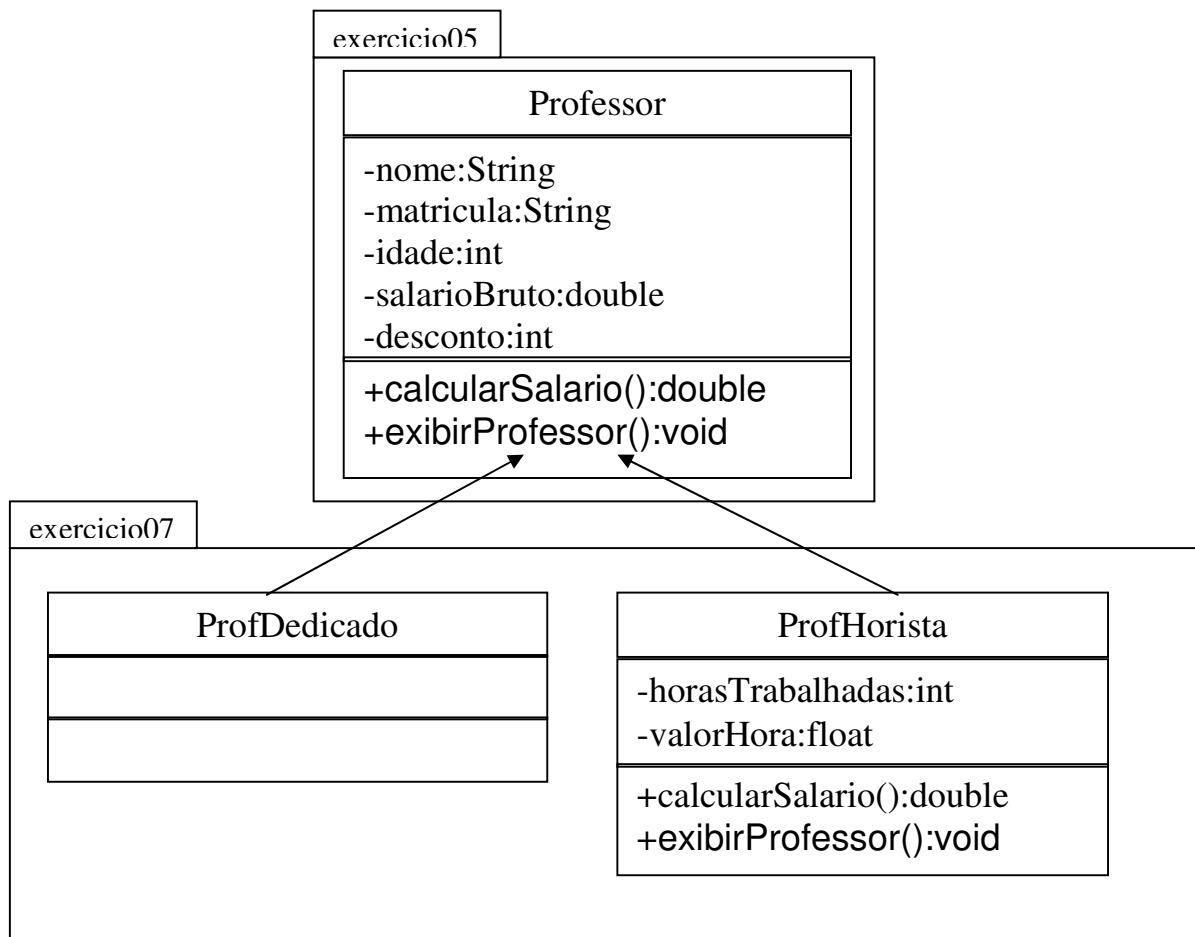 exercicio05
Professor
-nome:String
-matricula:String
-idade:int
-salarioBruto:double
-desconto:int
+calcularSalario():double
+exibirProfessor():void
exercicio07
ProfDedicado
ProfHorista
-horasTrabalhadas:int
-valorHora:float
+calcularSalario():double
+exibirProfessor():void